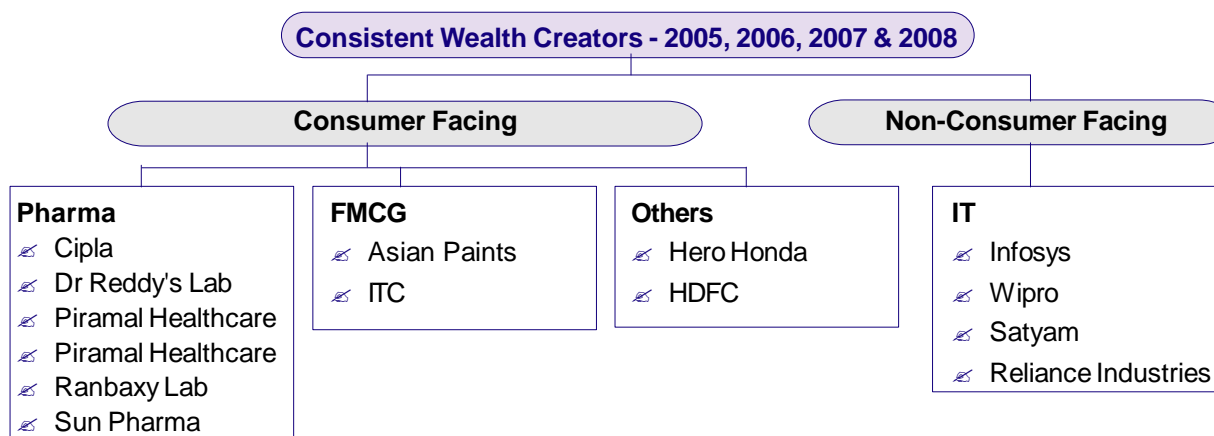 Consistent Wealth Creators - 2005, 2006, 2007 & 2008
Consumer Facing
Non-Consumer Facing
Pharma
Cipla
Dr Reddy's Lab
Piramal Healthcare
Piramal Healthcare
Ranbaxy Lab
Sun Pharma
FMCG
Asian Paints
ITC
Others
Hero Honda
HDFC
IT
Infosys
Wipro
Satyam
Reliance Industries